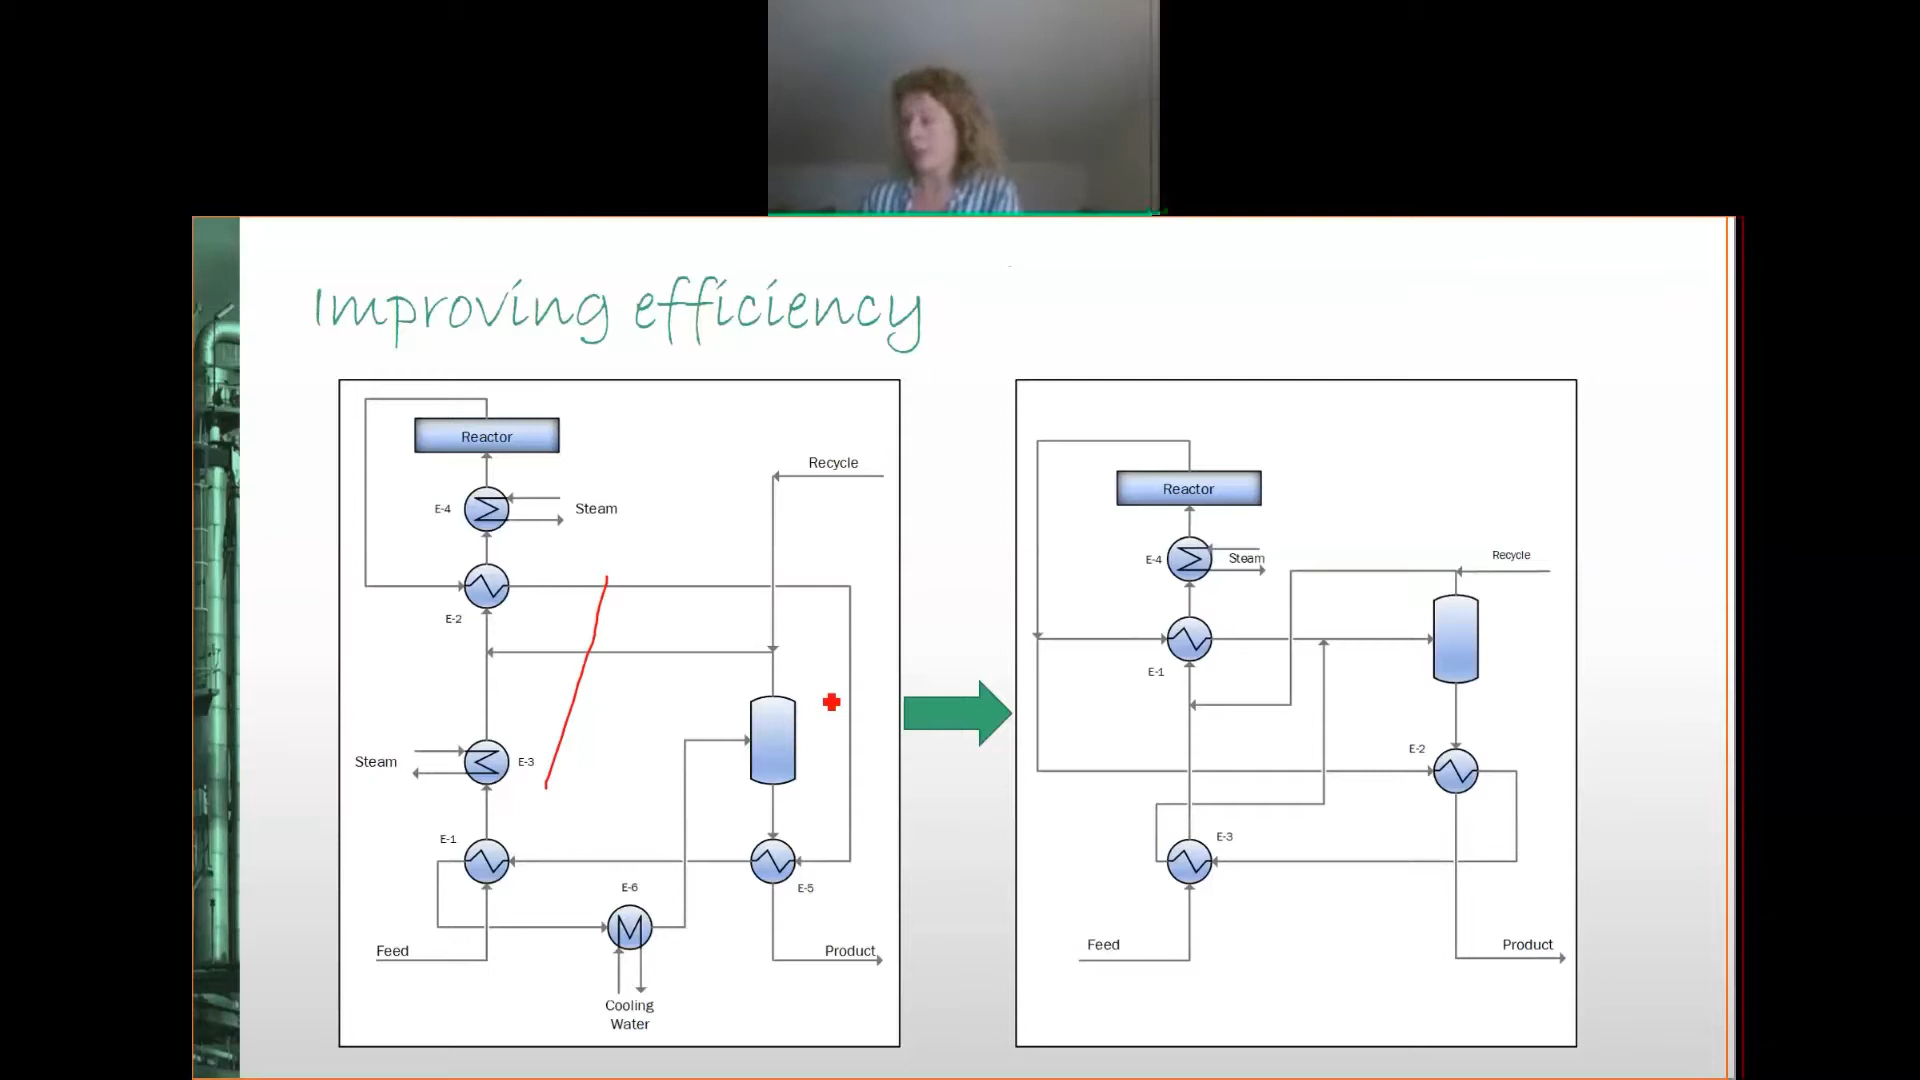 Improving efficiency
Reactor
Recycle
E-4
Steam
E-2
Steam
E-3
E-1
E-5
E-6
Feed
Product
Cooling
Water
Reactor
Recycle
E-4
Steam
E-1
E-2
E-3
Feed
Product